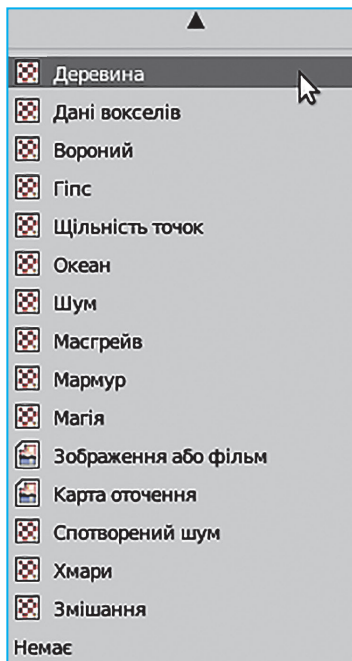 Деревина
Дані вокселів
Вороний
Гіпс
Щільність точок
Океан
Шум
Масгрейв
Мармур
Магія
Зображення або фільм
Карта оточення
Спотворений шум
Хмари
Змішання
Немає